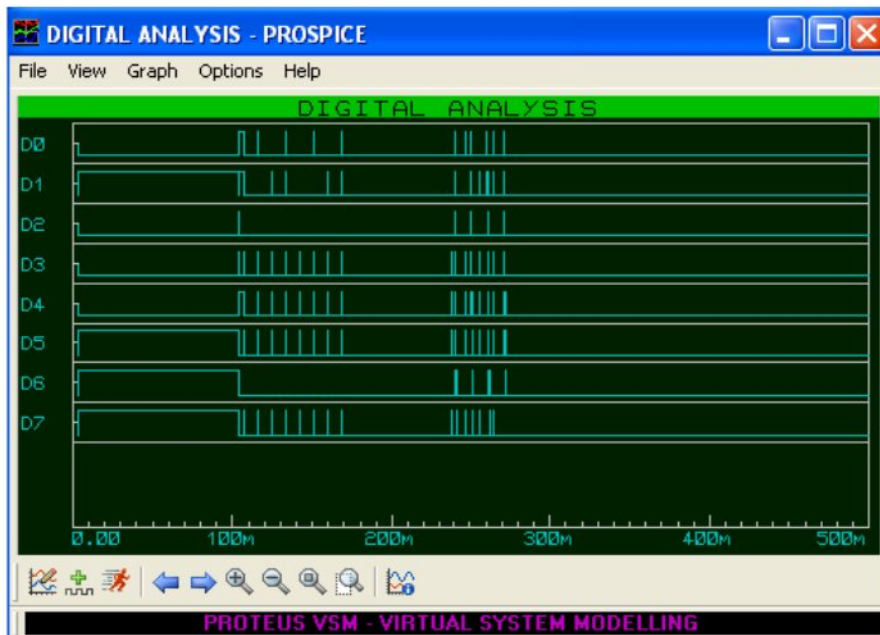 DIGITAL ANALYSIS - PROSPICE
File View Graph Options Help
DIGITAL ANALYSIS
D0
D1
D2
D3
D4
D5
D6
D7
0.00 100m 200m 300m 400m 500m
PROTEUS VSM - VIRTUAL SYSTEM MODELLING